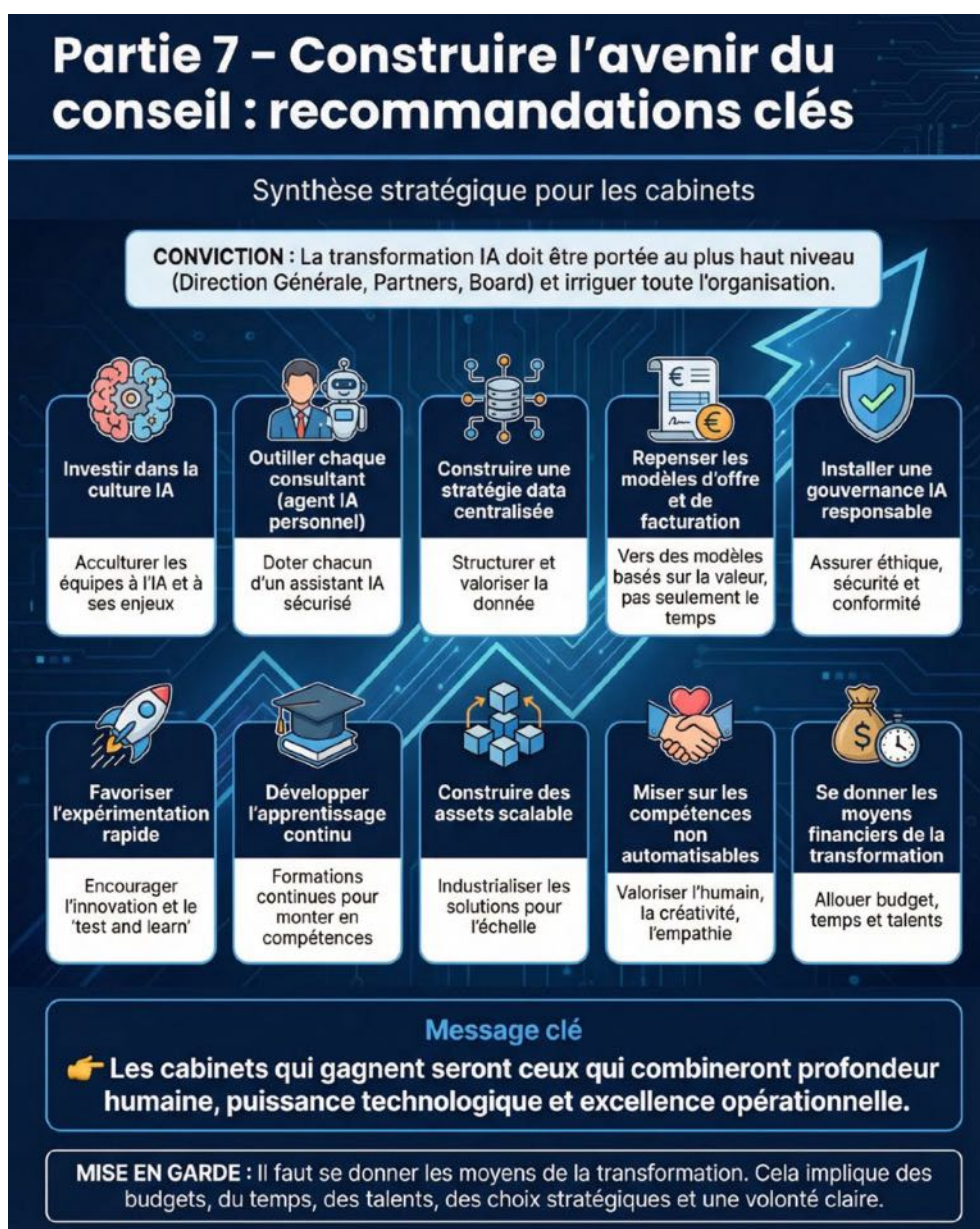 Partie 7 – Construire l’avenir du
conseil : recommandations clés
Synthèse stratégique pour les cabinets
CONVICTION : La transformation IA doit être portée au plus haut niveau
(Direction Générale, Partners, Board) et irriguer toute l'organisation.
Investir dans la
culture IA
Acculturer les
équipes à l’IA et à
ses enjeux
Outiller chaque
consultant
(agent IA
personnel)
Doter chacun
d’un assistant IA
sécurisé
Construire une
stratégie data
centralisée
Structurer et
valoriser la
donnée
Repenser les
modèles d’offre
et de
facturation
Vers des modèles
basés sur la valeur,
pas seulement le
temps
Installer une
gouvernance IA
responsable
Assurer éthique,
sécurité et
conformité
Favoriser
l’expérimentation
rapide
Encourager
l’innovation et le
‘test and learn’
Développer
l’apprentissage
continu
Formations
continues pour
monter en
compétences
Construire des
assets scalable
Industrialiser les
solutions pour
l’échelle
Miser sur les
compétences
non
automatisables
Valoriser l’humain,
la créativité,
l’empathie
Se donner les
moyens
financiers de la
transformation
Allouer budget,
temps et talents
Message clé
👉 Les cabinets qui gagnent seront ceux qui combineront profondeur
humaine, puissance technologique et excellence opérationnelle.
MISE EN GARDE : Il faut se donner les moyens de la transformation. Cela implique des
budgets, du temps, des talents, des choix stratégiques et une volonté claire.